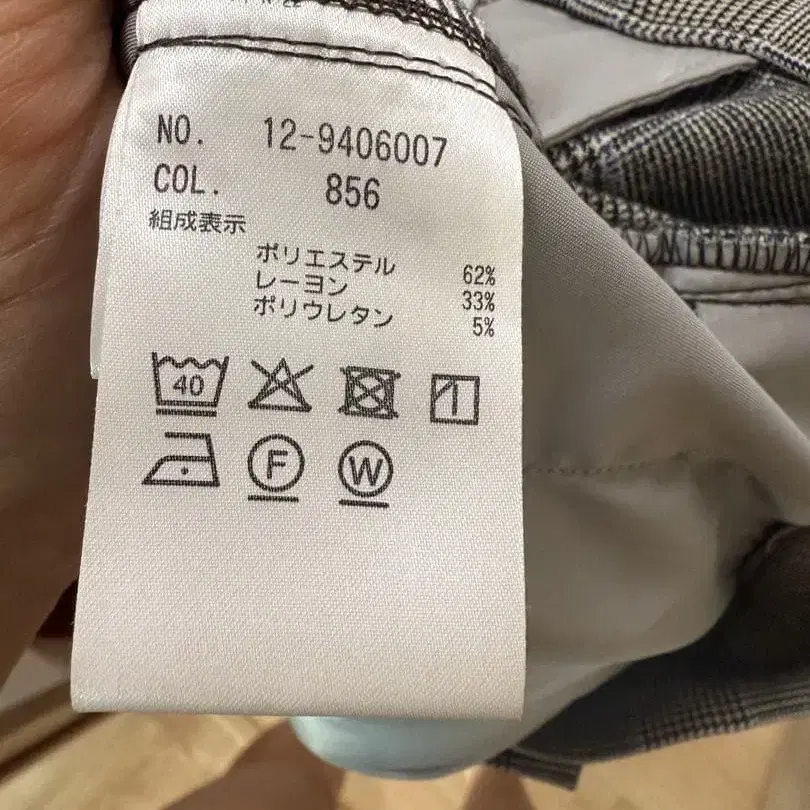 NO. 12-9406007
COL. 856
組成表示
ポリエステル 62%
レーヨン 33%
ポリウレタン 5%
40
F W